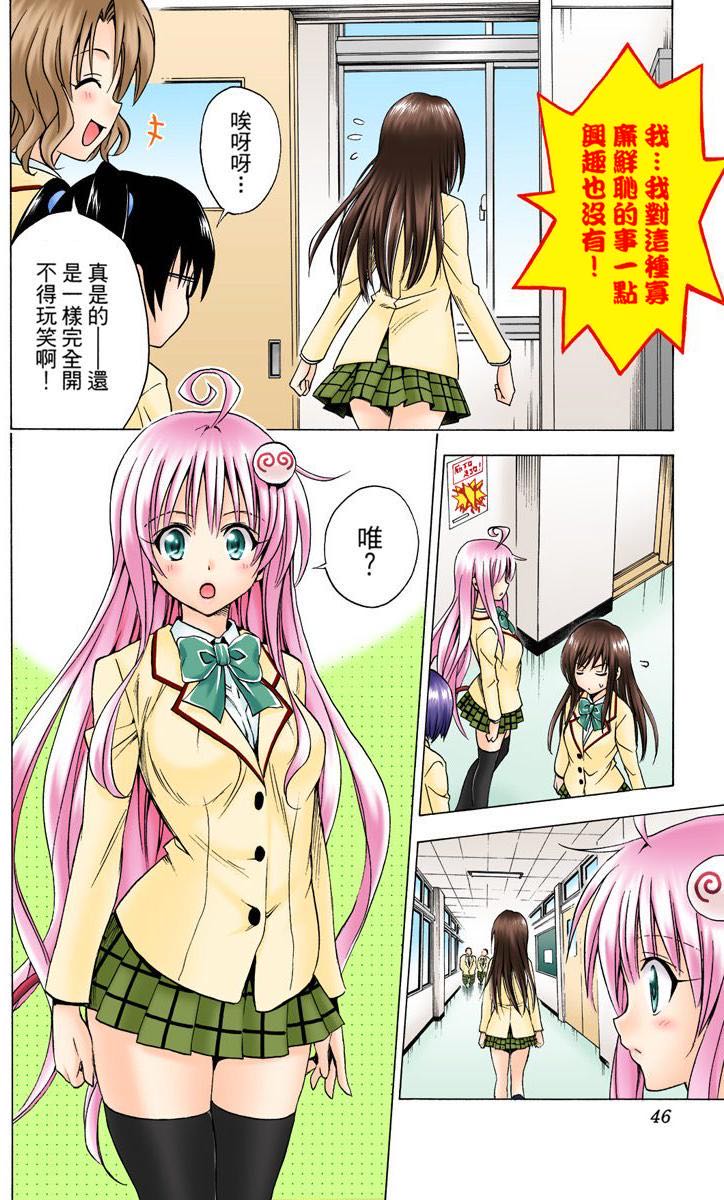 我…我對這種寡
廉鮮恥的事一點
興趣也沒有！
唉呀呀…
真是的——還
是一樣完全開
不得玩笑啊！
唯？
46